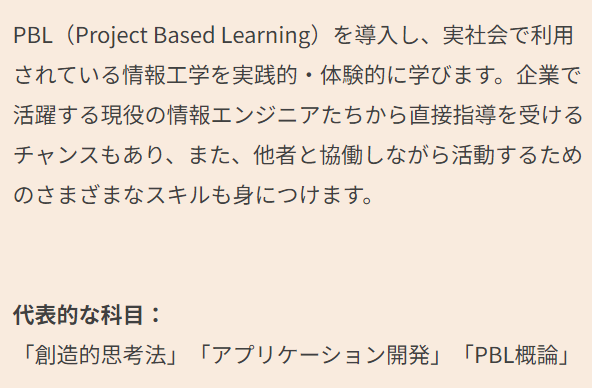 PBL（Project Based Learning）を導入し、実社会で利用
されている情報工学を実践的・体験的に学びます。企業で
活躍する現役の情報エンジニアたちから直接指導を受ける
チャンスもあり、また、他者と協働しながら活動するため
のさまざまなスキルも身につけます。
代表的な科目：
「創造的思考法」「アプリケーション開発」「PBL概論」